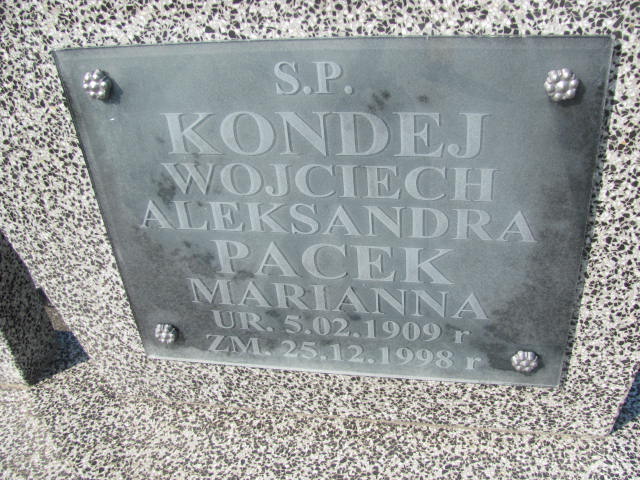 S.P.
KONDEJ
WOJCIECH
ALEKSANDRA
PACEK
MARIANNA
UR. 5.02.1909 r
ZM. 25.12.1998 r